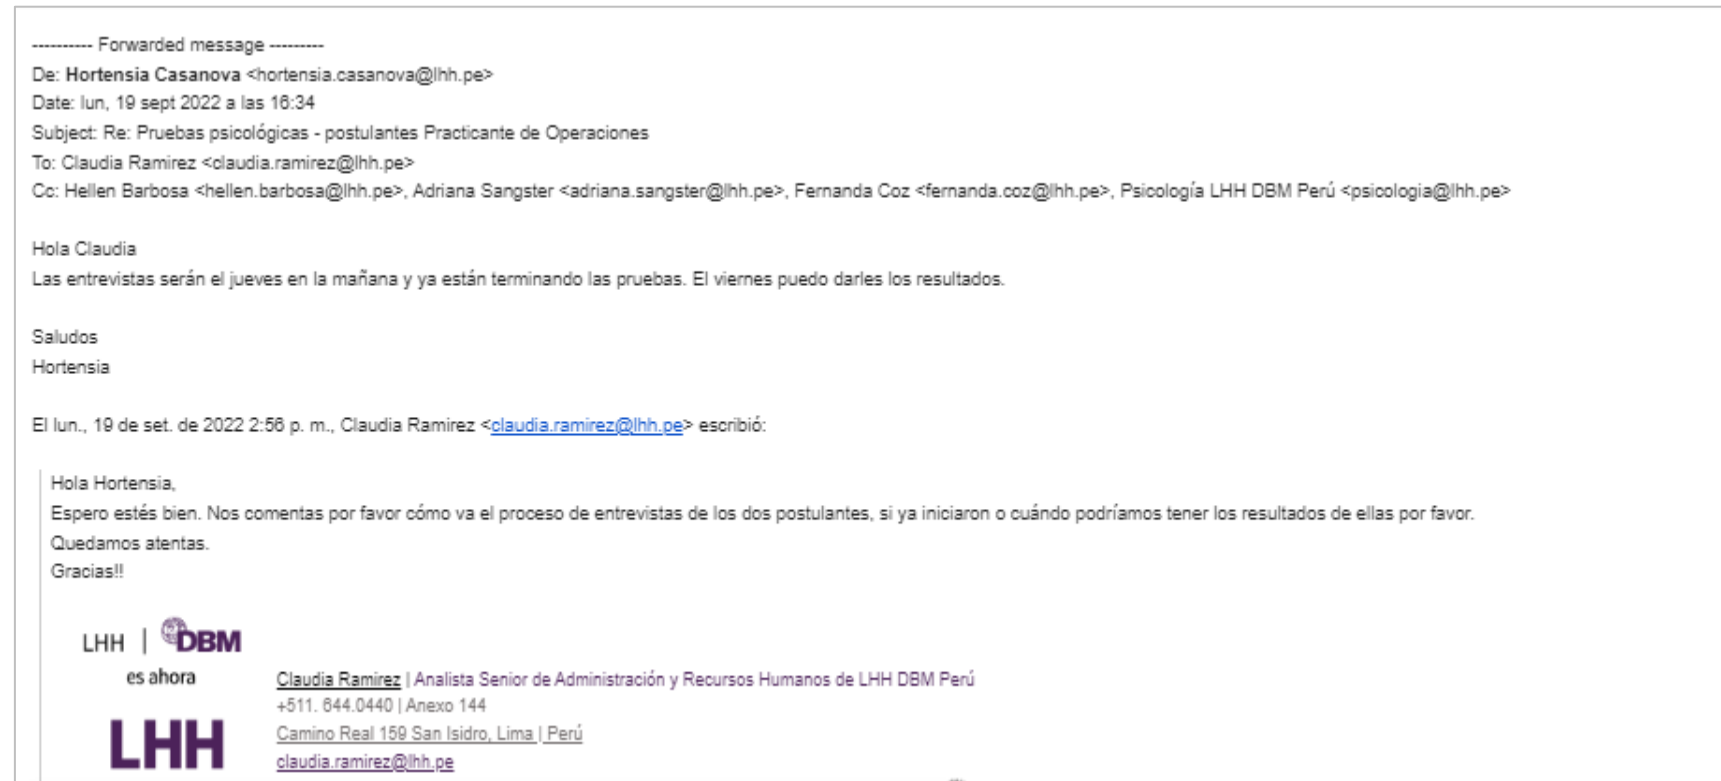 ---------- Forwarded message ---------
De: Hortensia Casanova <hortensia.casanova@lhh.pe>
Date: lun, 19 sept 2022 a las 16:34
Subject: Re: Pruebas psicológicas - postulantes Practicante de Operaciones
To: Claudia Ramirez <claudia.ramirez@lhh.pe>
Cc: Hellen Barbosa <hellen.barbosa@lhh.pe>, Adriana Sangster <adriana.sangster@lhh.pe>, Fernanda Coz <fernanda.coz@lhh.pe>, Psicología LHH DBM Perú <psicologia@lhh.pe>
Hola Claudia
Las entrevistas serán el jueves en la mañana y ya están terminando las pruebas. El viernes puedo darles los resultados.
Saludos
Hortensia
El lun., 19 de set. de 2022 2:56 p. m., Claudia Ramirez <claudia.ramirez@lhh.pe> escribió:
Hola Hortensia,
Espero estés bien. Nos comentas por favor cómo va el proceso de entrevistas de los dos postulantes, si ya iniciaron o cuándo podríamos tener los resultados de ellas por favor.
Quedamos atentas.
Gracias!!
LHH | DBM
es ahora
LHH
Claudia Ramirez | Analista Senior de Administración y Recursos Humanos de LHH DBM Perú
+511. 644.0440 | Anexo 144
Camino Real 159 San Isidro, Lima | Perú
claudia.ramirez@lhh.pe